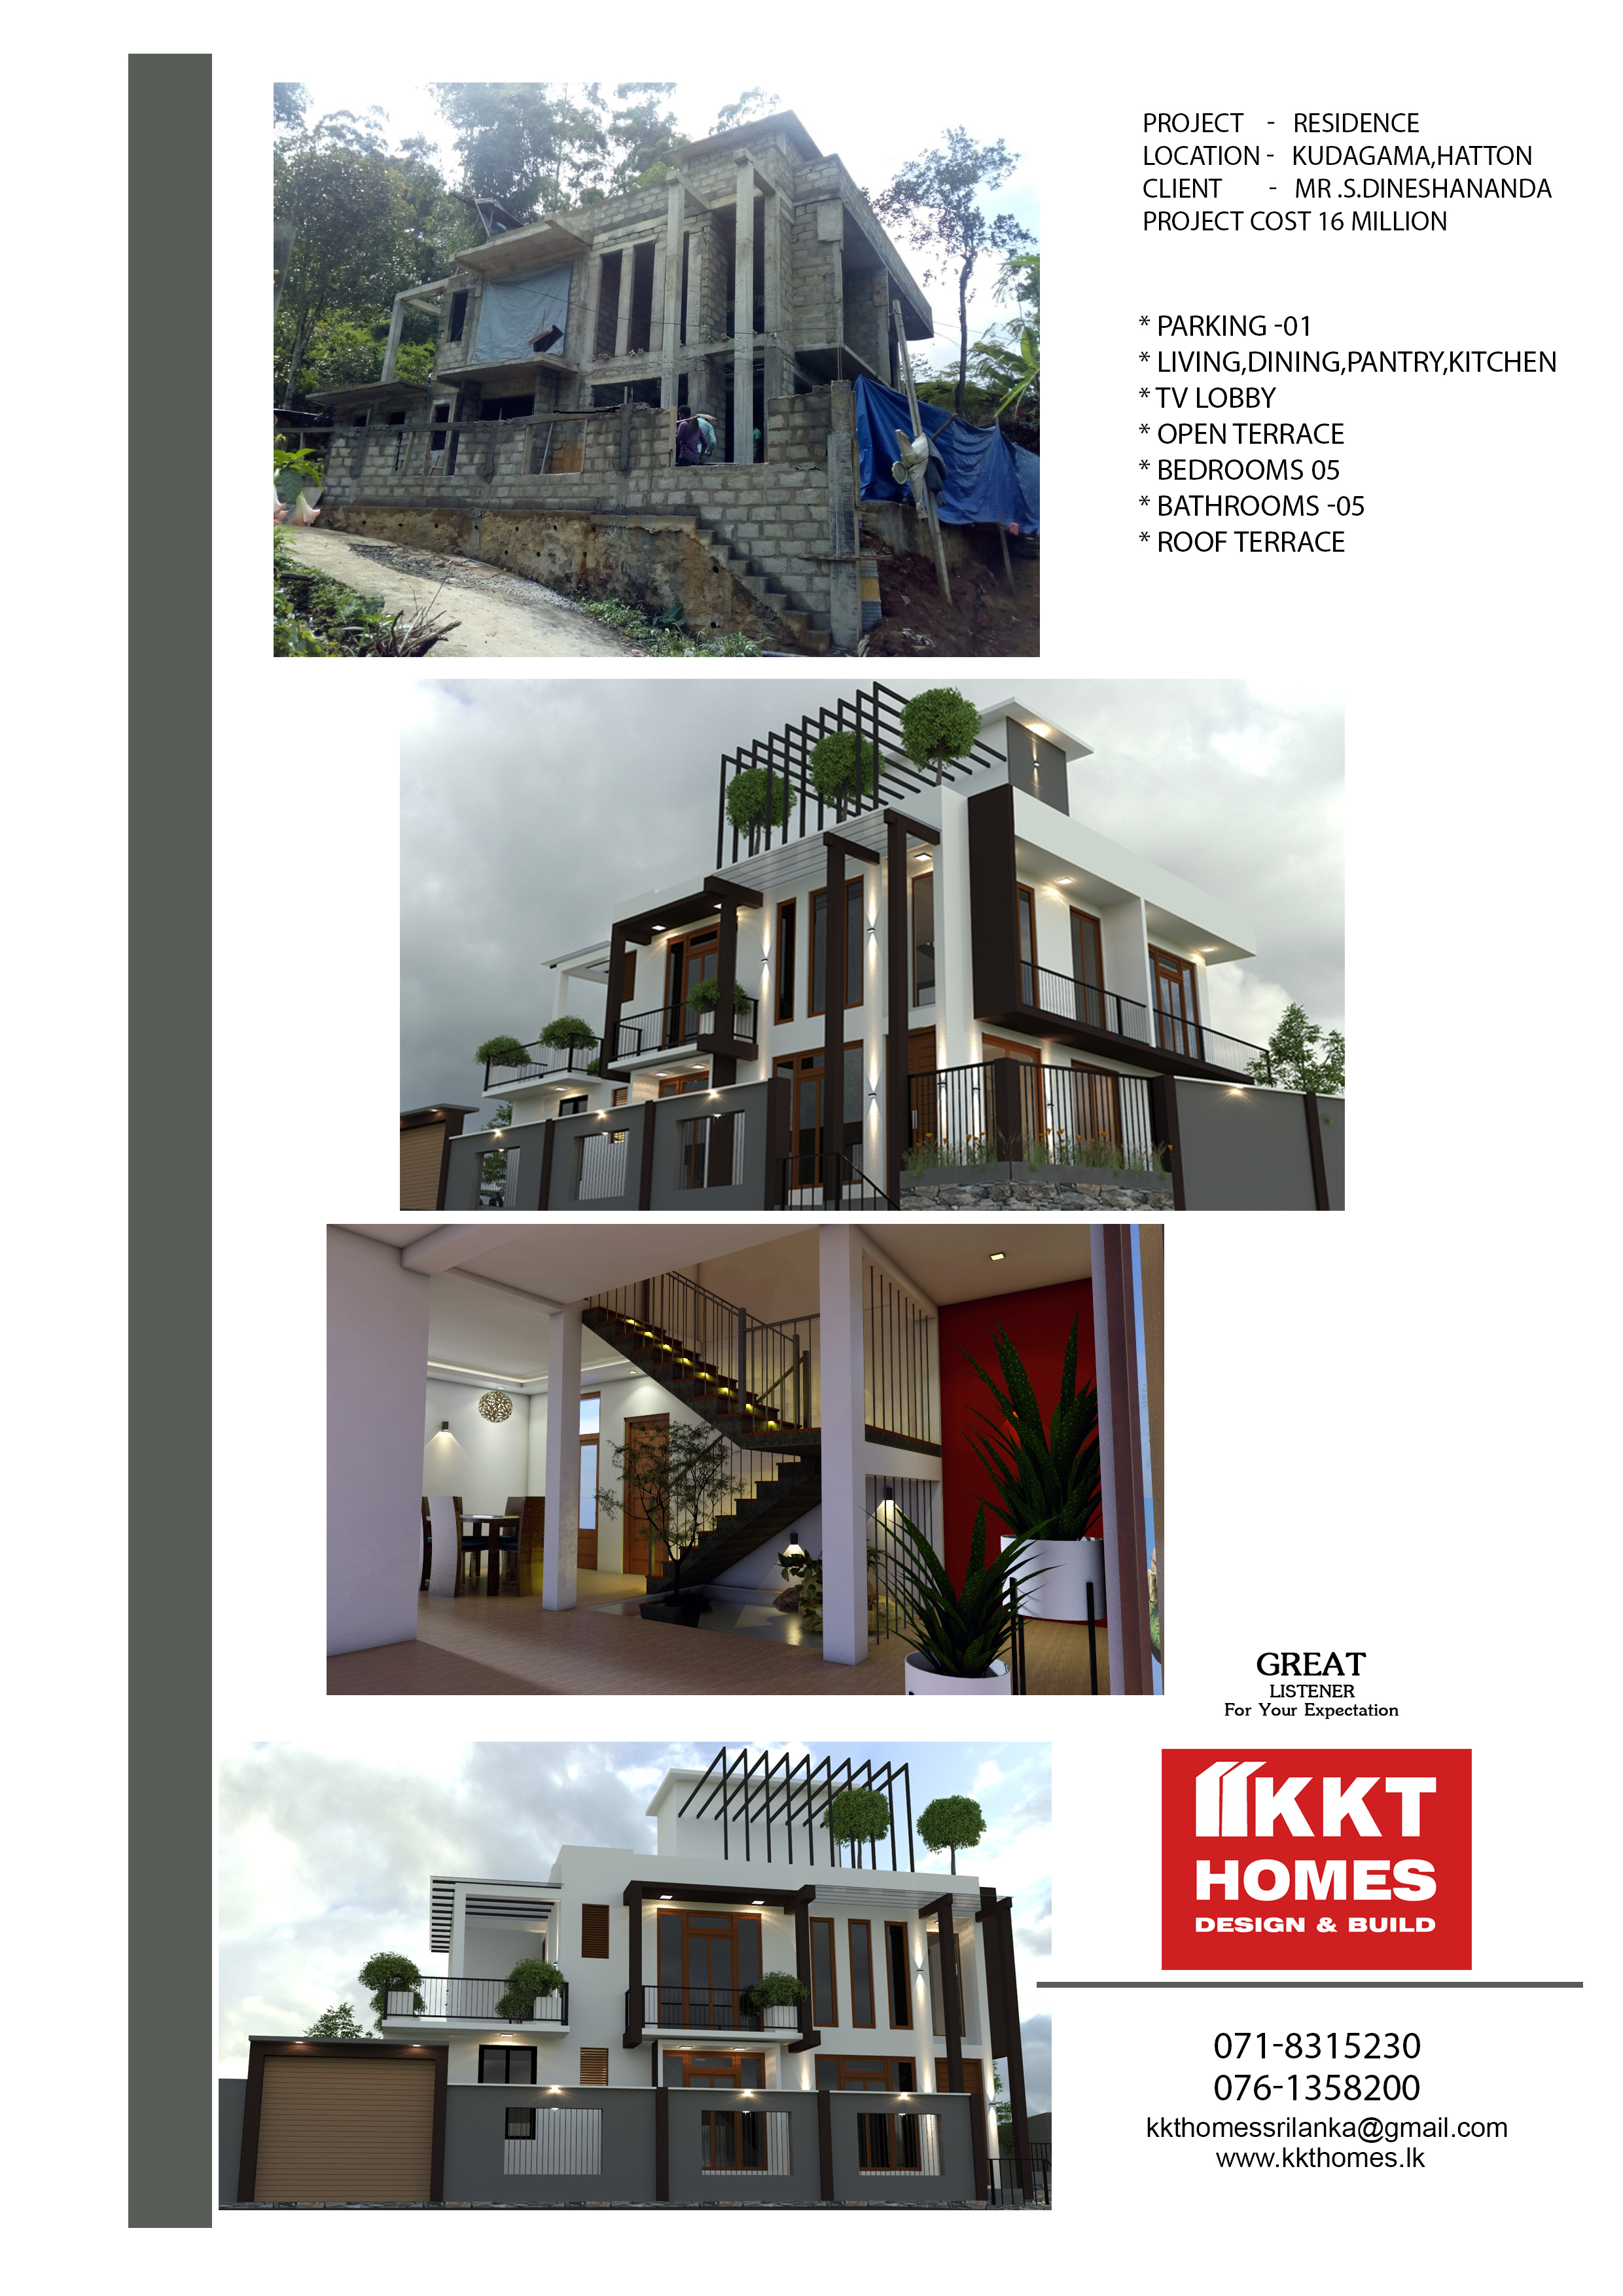 PROJECT - RESIDENCE
LOCATION - KUDAGAMA,HATTON
CLIENT - MR .S.DINESHANANDA
PROJECT COST 16 MILLION
* PARKING -01
* LIVING,DINING,PANTRY,KITCHEN
* TV LOBBY
* OPEN TERRACE
* BEDROOMS 05
* BATHROOMS -05
* ROOF TERRACE
GREAT
LISTENER
For Your Expectation
KKT
HOMES
DESIGN & BUILD
071-8315230
076-1358200
kkthomessrilanka@gmail.com
www.kkthomes.lk